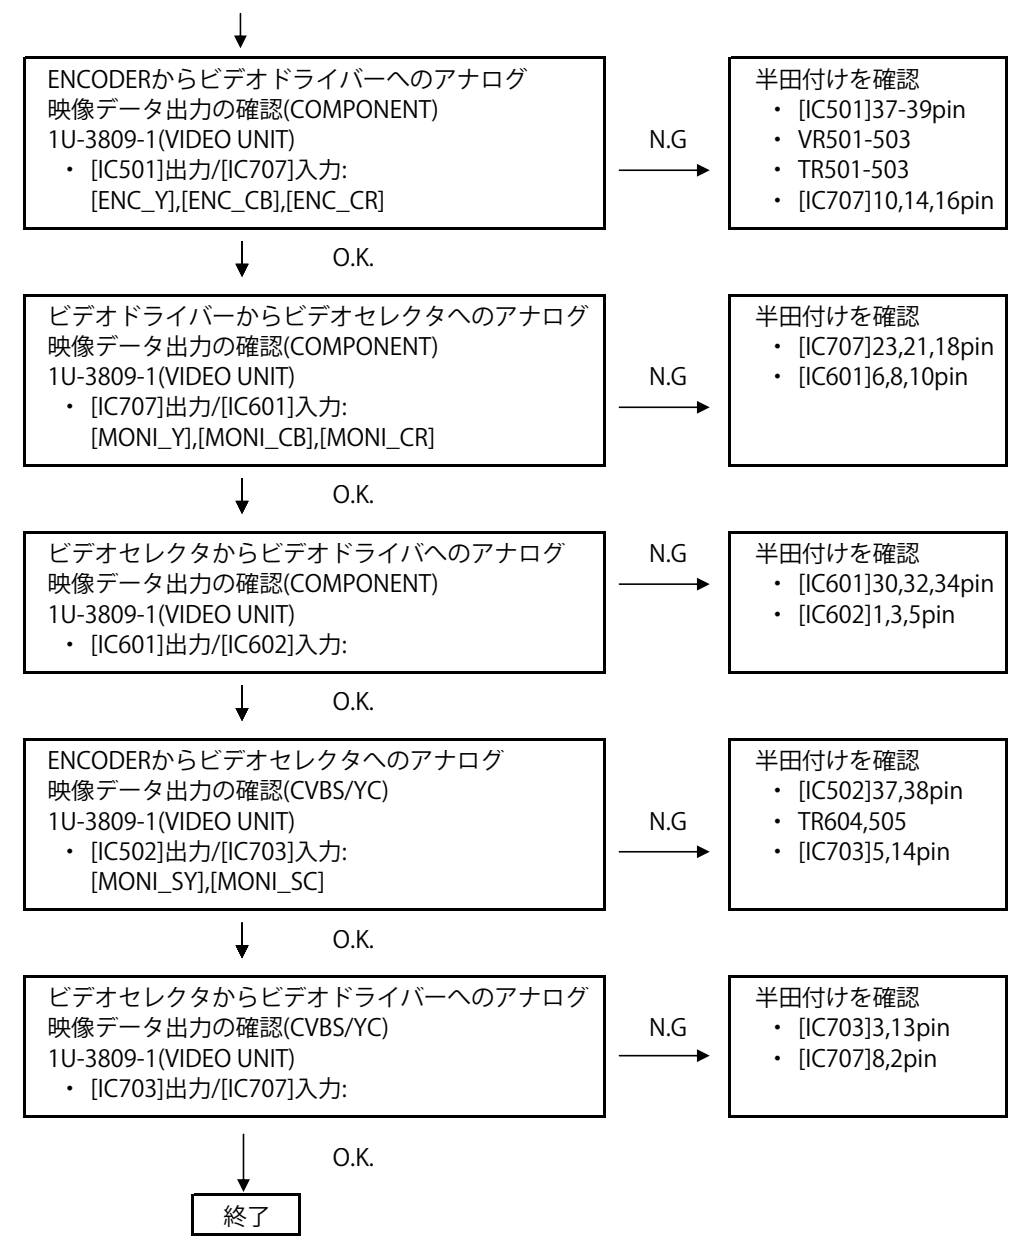 ENCODERからビデオドライバーへのアナログ
映像データ出力の確認(COMPONENT)
1U-3809-1(VIDEO UNIT)
・ [IC501]出力/[IC707]入力:
[ENC_Y],[ENC_CB],[ENC_CR]
N.G
半田付けを確認
・ [IC501]37-39pin
・ VR501-503
・ TR501-503
・ [IC707]10,14,16pin
O.K.
ビデオドライバーからビデオセレクタへのアナログ
映像データ出力の確認(COMPONENT)
1U-3809-1(VIDEO UNIT)
・ [IC707]出力/[IC601]入力:
[MONI_Y],[MONI_CB],[MONI_CR]
N.G
半田付けを確認
・ [IC707]23,21,18pin
・ [IC601]6,8,10pin
O.K.
ビデオセレクタからビデオドライバへのアナログ
映像データ出力の確認(COMPONENT)
1U-3809-1(VIDEO UNIT)
・ [IC601]出力/[IC602]入力:
N.G
半田付けを確認
・ [IC601]30,32,34pin
・ [IC602]1,3,5pin
O.K.
ENCODERからビデオセレクタへのアナログ
映像データ出力の確認(CVBS/YC)
1U-3809-1(VIDEO UNIT)
・ [IC502]出力/[IC703]入力:
[MONI_SY],[MONI_SC]
N.G
半田付けを確認
・ [IC502]37,38pin
・ TR604,505
・ [IC703]5,14pin
O.K.
ビデオセレクタからビデオドライバーへのアナログ
映像データ出力の確認(CVBS/YC)
1U-3809-1(VIDEO UNIT)
・ [IC703]出力/[IC707]入力:
N.G
半田付けを確認
・ [IC703]3,13pin
・ [IC707]8,2pin
O.K.
終了